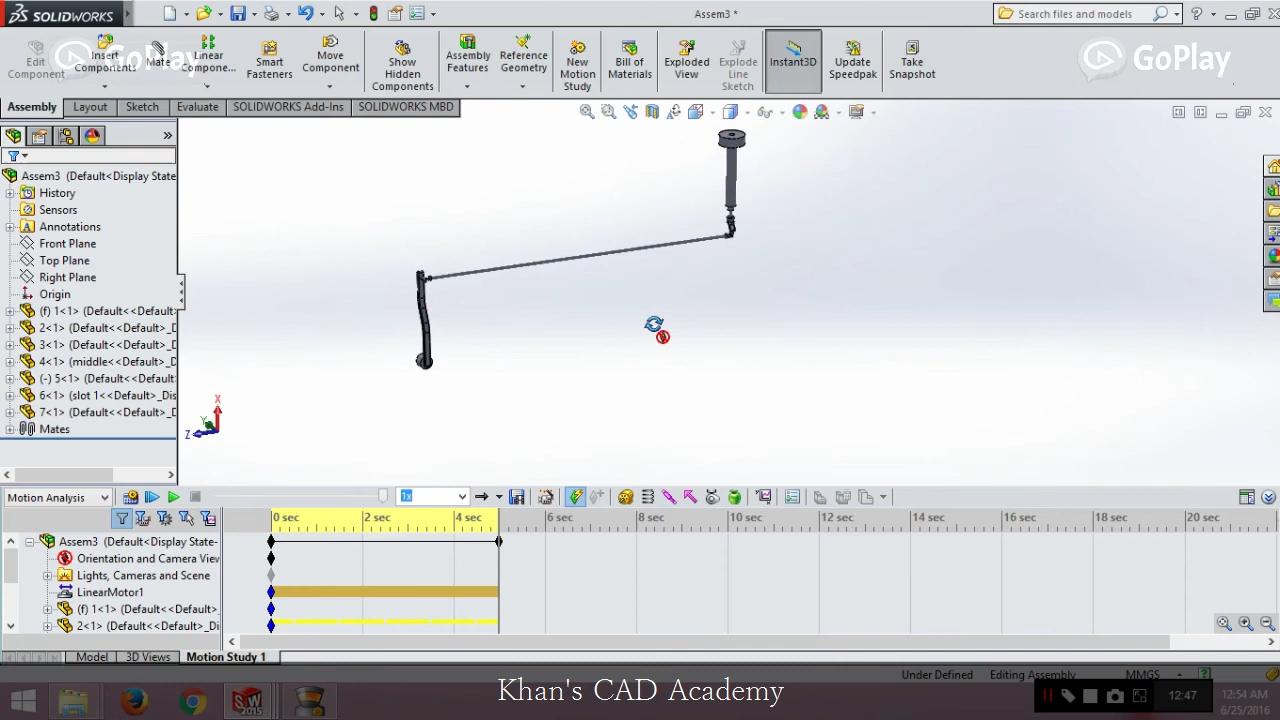 SOLIDWORKS
Assem3 *
Search files and models
Edit Component
Insert Components
Mate
Linear Compone...
Smart Fasteners
Move Component
Show Hidden Components
Assembly Features
Reference Geometry
New Motion Study
Bill of Materials
Exploded View
Explode Line Sketch
Instant3D
Update Speedpak
Take Snapshot
GoPlay
GoPlay
Assembly
Layout
Sketch
Evaluate
SOLIDWORKS Add-Ins
SOLIDWORKS MBD
Assem3 (Default<Display State
History
Sensors
Annotations
Front Plane
Top Plane
Right Plane
Origin
(f) 1<1> (Default<<Default>
2<1> (Default<<Default>_D
3<1> (Default<<Default>_D
4<1> (middle<<Default>_D
(-) 5<1> (Default<<Default>
6<1> (slot 1<<Default>_Dis
7<1> (Default<<Default>_D
Mates
X
Y
Z
Motion Analysis
1x
0 sec 2 sec 4 sec 6 sec 8 sec 10 sec 12 sec 14 sec 16 sec 18 sec 20 sec
Assem3 (Default<Display State-
Orientation and Camera View
Lights, Cameras and Scene
LinearMotor1
(f) 1<1> (Default<<Default>
2<1> (Default<<Default>_Di
Model
3D Views
Motion Study 1
Under Defined
Editing Assembly
MMGS
Khan's CAD Academy
SW
2015
12:47
12:54 AM
6/25/2016